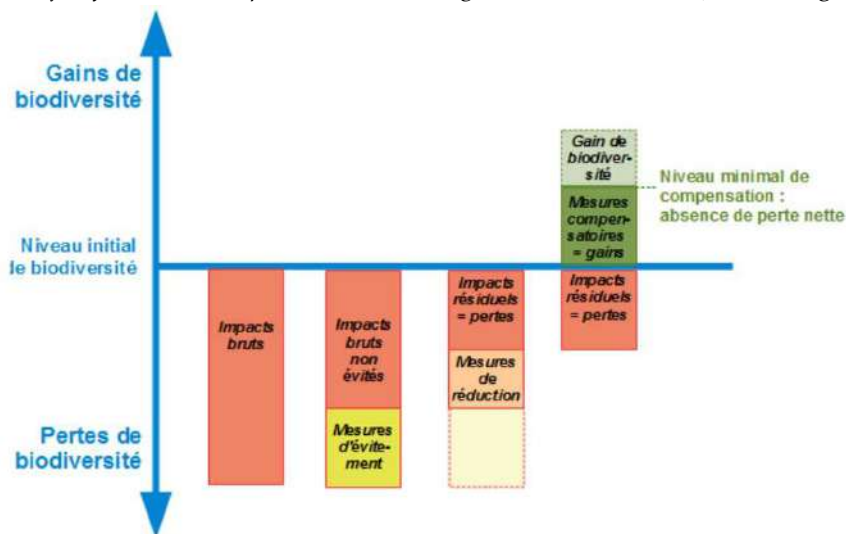 Gains de
biodiversité
Niveau initial
de biodiversité
Pertes de
biodiversité
Impacts
bruts
Impacts
bruts
non
évités
Mesures
d'évite-
ment
Impacts
résiduels
= pertes
Mesures
de
réduction
Gain de
biodiver-
sité
Mesures
compen-
satoires
= gains
Impacts
résiduels
= pertes
Niveau minimal de
compensation :
absence de perte nette